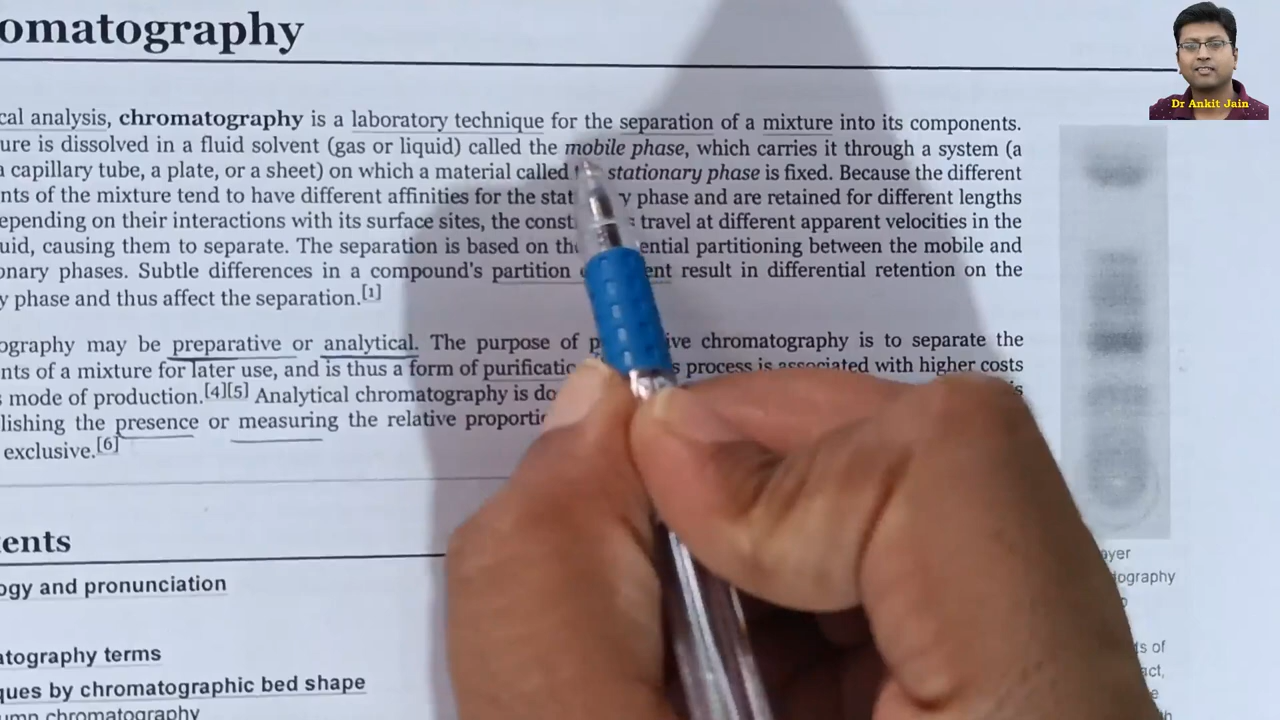 omatography
Dr Ankit Jain
cal analysis, chromatography is a laboratory technique for the separation of a mixture into its components.
ure is dissolved in a fluid solvent (gas or liquid) called the mobile phase, which carries it through a system (a
a capillary tube, a plate, or a sheet) on which a material called stationary phase is fixed. Because the different
nts of the mixture tend to have different affinities for the stat y phase and are retained for different lengths
epending on their interactions with its surface sites, the const travel at different apparent velocities in the
uid, causing them to separate. The separation is based on th ential partitioning between the mobile and
onary phases. Subtle differences in a compound's partition ent result in differential retention on the
y phase and thus affect the separation.[1]
ography may be preparative or analytical. The purpose of p ive chromatography is to separate the
nts of a mixture for later use, and is thus a form of purificatio s process is associated with higher costs
s mode of production.[4][5] Analytical chromatography is do
lishing the presence or measuring the relative proporti
exclusive.[6]
ents
ogy and pronunciation
atography terms
ques by chromatographic bed shape
umn chromatography
ayer
tography
ts of
act,